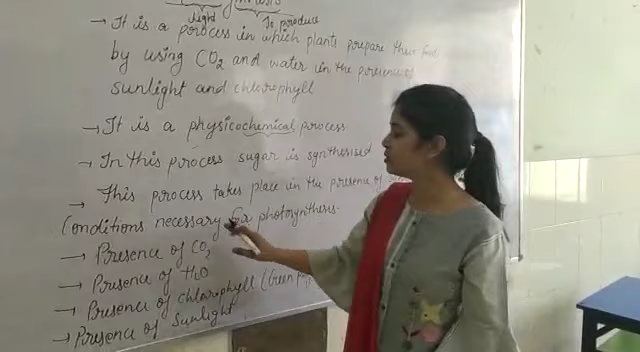 light to produce
→ It is a process in which plants prepare their food
by using CO2 and water in the presence of
sunlight and chlorophyll
→ It is a physicochemical process
→ In this process sugar is synthesised
→ This process takes place in the presence of
Conditions necessary for photosynthesis-
→ Presence of CO2
→ Presence of H2O
→ Presence of chlorophyll (Green
→ Presence of Sunlight